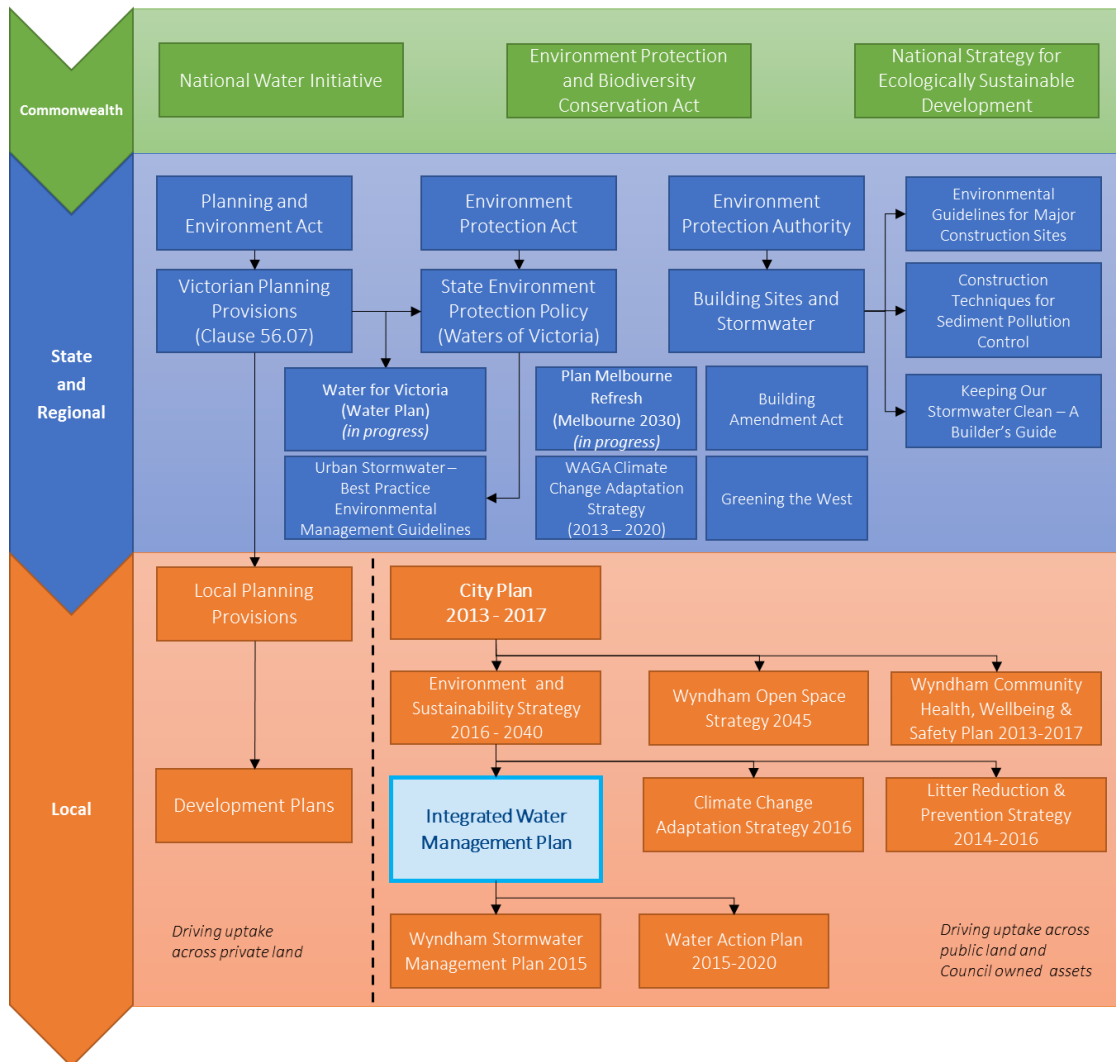 Commonwealth
National Water Initiative
Environment Protection
and Biodiversity
Conservation Act
National Strategy for
Ecologically Sustainable
Development
State
and
Regional
Planning and
Environment Act
Environment
Protection Act
Environment
Protection Authority
Environmental
Guidelines for Major
Construction Sites
Victorian Planning
Provisions
(Clause 56.07)
State Environment
Protection Policy
(Waters of Victoria)
Building Sites and
Stormwater
Construction
Techniques for
Sediment Pollution
Control
Water for Victoria
(Water Plan)
(in progress)
Plan Melbourne
Refresh
(Melbourne 2030)
(in progress)
Building
Amendment Act
Keeping Our
Stormwater Clean – A
Builder's Guide
Urban Stormwater –
Best Practice
Environmental
Management Guidelines
WAGA Climate
Change Adaptation
Strategy
(2013 – 2020)
Greening the West
Local
Local Planning
Provisions
City Plan
2013 - 2017
Environment and
Sustainability Strategy
2016 - 2040
Wyndham Open Space
Strategy 2045
Wyndham Community
Health, Wellbeing &
Safety Plan 2013-2017
Development Plans
Integrated Water
Management Plan
Climate Change
Adaptation Strategy 2016
Litter Reduction &
Prevention Strategy
2014-2016
Driving uptake
across private land
Wyndham Stormwater
Management Plan 2015
Water Action Plan
2015-2020
Driving uptake across
public land and
Council owned assets